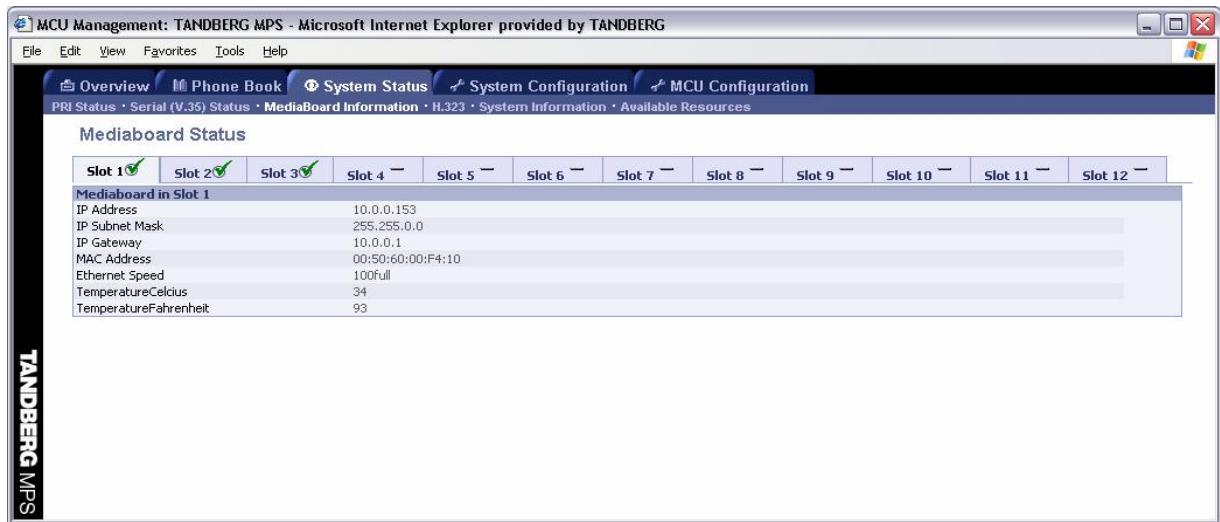 MCU Management: TANDBERG MPS - Microsoft Internet Explorer provided by TANDBERG
File Edit View Favorites Tools Help
Overview Phone Book System Status System Configuration MCU Configuration
PRI Status · Serial (V.35) Status · MediaBoard Information · H.323 · System Information · Available Resources
Mediaboard Status
Slot 1 Slot 2 Slot 3 Slot 4 Slot 5 Slot 6 Slot 7 Slot 8 Slot 9 Slot 10 Slot 11 Slot 12
Mediaboard in Slot 1
IP Address 10.0.0.153
IP Subnet Mask 255.255.0.0
IP Gateway 10.0.0.1
MAC Address 00:50:60:00:F4:10
Ethernet Speed 100full
TemperatureCelcius 34
TemperatureFahrenheit 93
TANDBERG MPS